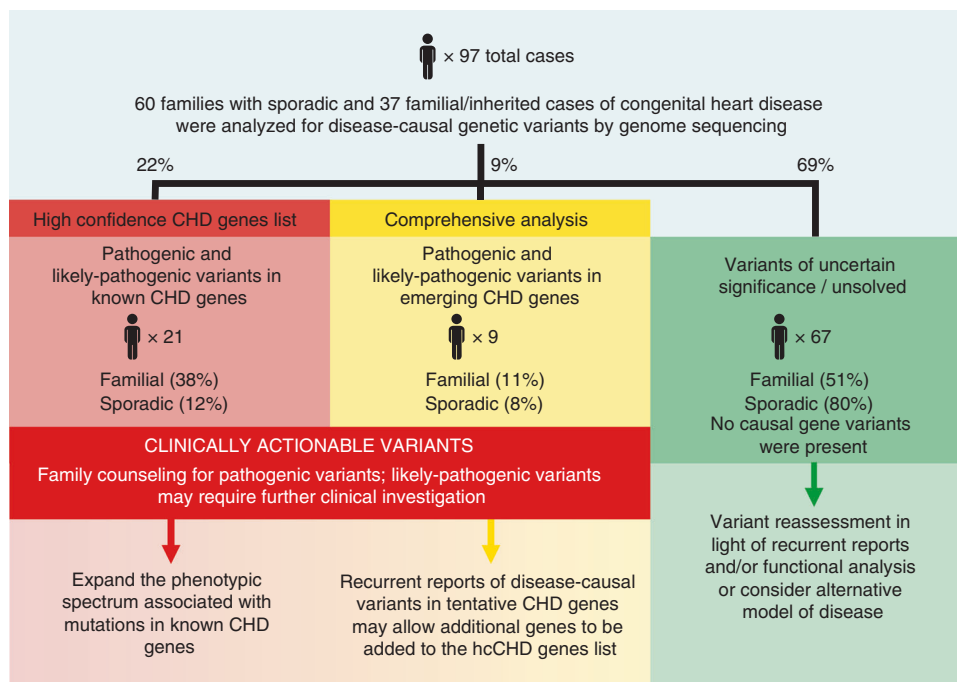 × 97 total cases
60 families with sporadic and 37 familial/inherited cases of congenital heart disease
were analyzed for disease-causal genetic variants by genome sequencing
22%
9%
69%
High confidence CHD genes list
Pathogenic and
likely-pathogenic variants in
known CHD genes
× 21
Familial (38%)
Sporadic (12%)
Comprehensive analysis
Pathogenic and
likely-pathogenic variants in
emerging CHD genes
× 9
Familial (11%)
Sporadic (8%)
Variants of uncertain
significance / unsolved
× 67
Familial (51%)
Sporadic (80%)
No causal gene variants
were present
CLINICALLY ACTIONABLE VARIANTS
Family counseling for pathogenic variants; likely-pathogenic variants
may require further clinical investigation
Expand the phenotypic
spectrum associated with
mutations in known CHD
genes
Recurrent reports of disease-causal
variants in tentative CHD genes
may allow additional genes to be
added to the hcCHD genes list
Variant reassessment in
light of recurrent reports
and/or functional analysis
or consider alternative
model of disease